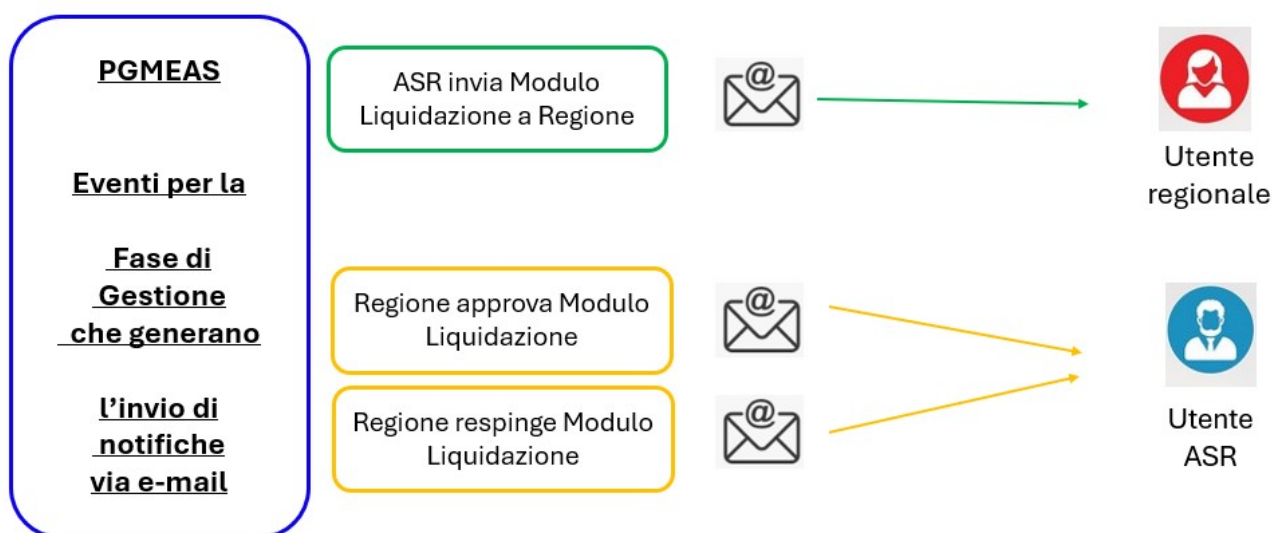 PGMEAS
Eventi per la
Fase di
Gestione
che generano
l’invio di
notifiche
via e-mail
ASR invia Modulo
Liquidazione a Regione
@
Utente
regionale
Regione approva Modulo
Liquidazione
@
Regione respinge Modulo
Liquidazione
@
Utente
ASR